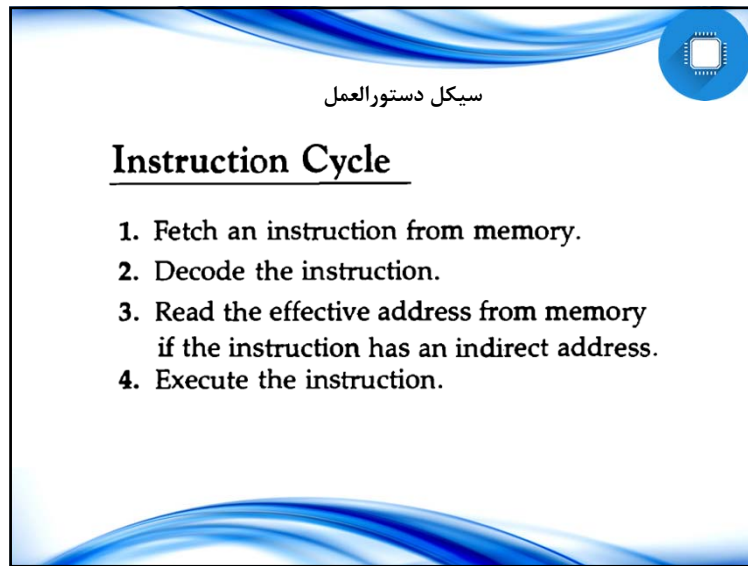 سیکل دستورالعمل
Instruction Cycle
1. Fetch an instruction from memory.
2. Decode the instruction.
3. Read the effective address from memory
if the instruction has an indirect address.
4. Execute the instruction.